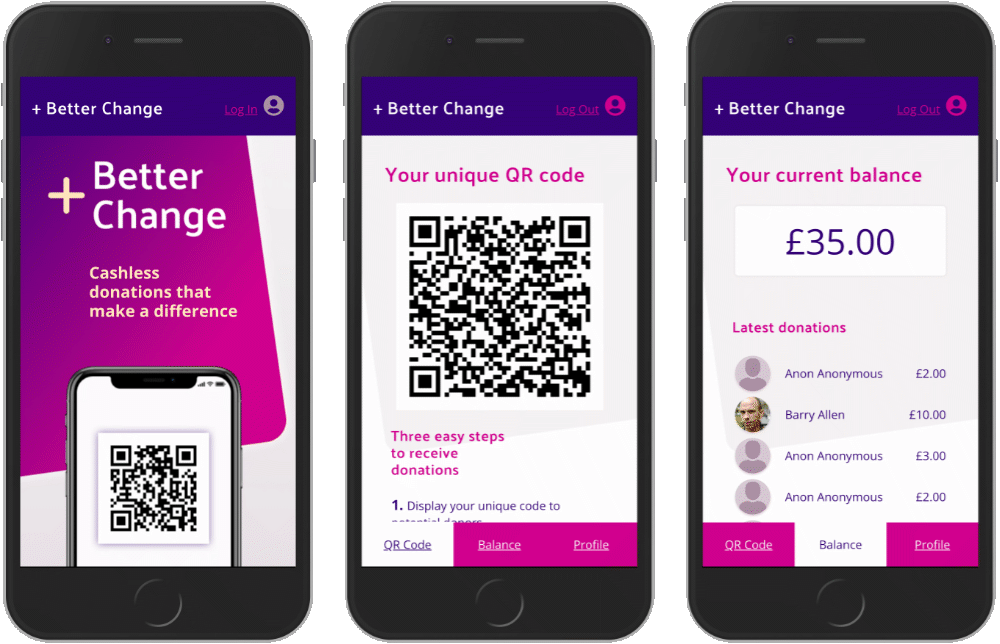 + Better Change
Log In
Better
Change
Cashless
donations that
make a difference
+ Better Change
Log Out
Your unique QR code
Three easy steps
to receive
donations
1. Display your unique code to
potential donors
QR Code
Balance
Profile
+ Better Change
Log Out
Your current balance
£35.00
Latest donations
Anon Anonymous £2.00
Barry Allen £10.00
Anon Anonymous £3.00
Anon Anonymous £2.00
QR Code
Balance
Profile